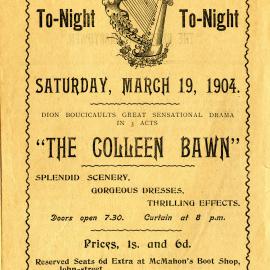 To-Night To-Night
SATURDAY, MARCH 19, 1904.
DION BOUCICAULTS GREAT SENSATIONAL DRAMA
IN 3 ACTS
"THE COLLEEN BAWN"
SPLENDID SCENERY,
GORGEOUS DRESSES,
THRILLING EFFECTS.
Doors open 7.30. Curtain at 8 p.m.
Prices, 1s. and 6d.
Reserved Seats 6d Extra at McMahon's Boot Shop,
John-street